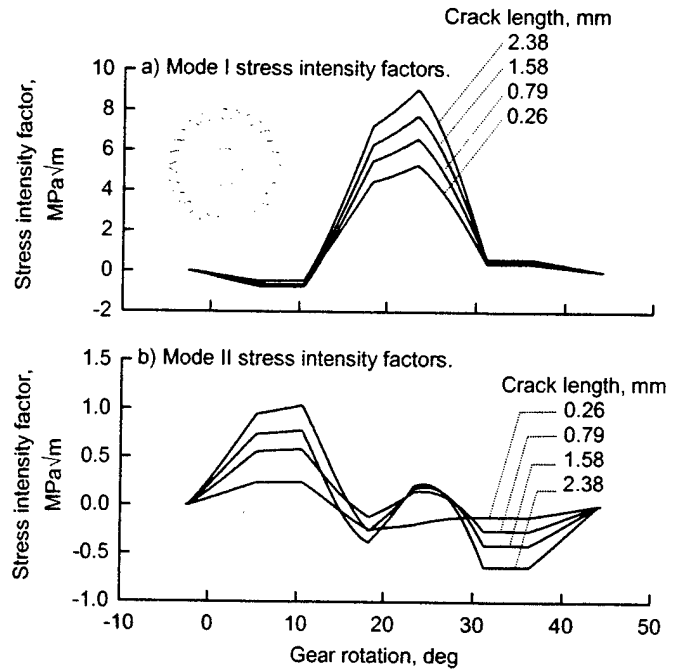 Crack length, mm
2.38
1.58
0.79
0.26
a) Mode I stress intensity factors.
Stress intensity factor,
MPa√m
10
8
6
4
2
0
-2
b) Mode II stress intensity factors.
Crack length, mm
0.26
0.79
1.58
2.38
Stress intensity factor,
MPa√m
1.5
1.0
0.5
0.0
-0.5
-1.0
-10 0 10 20 30 40 50
Gear rotation, deg